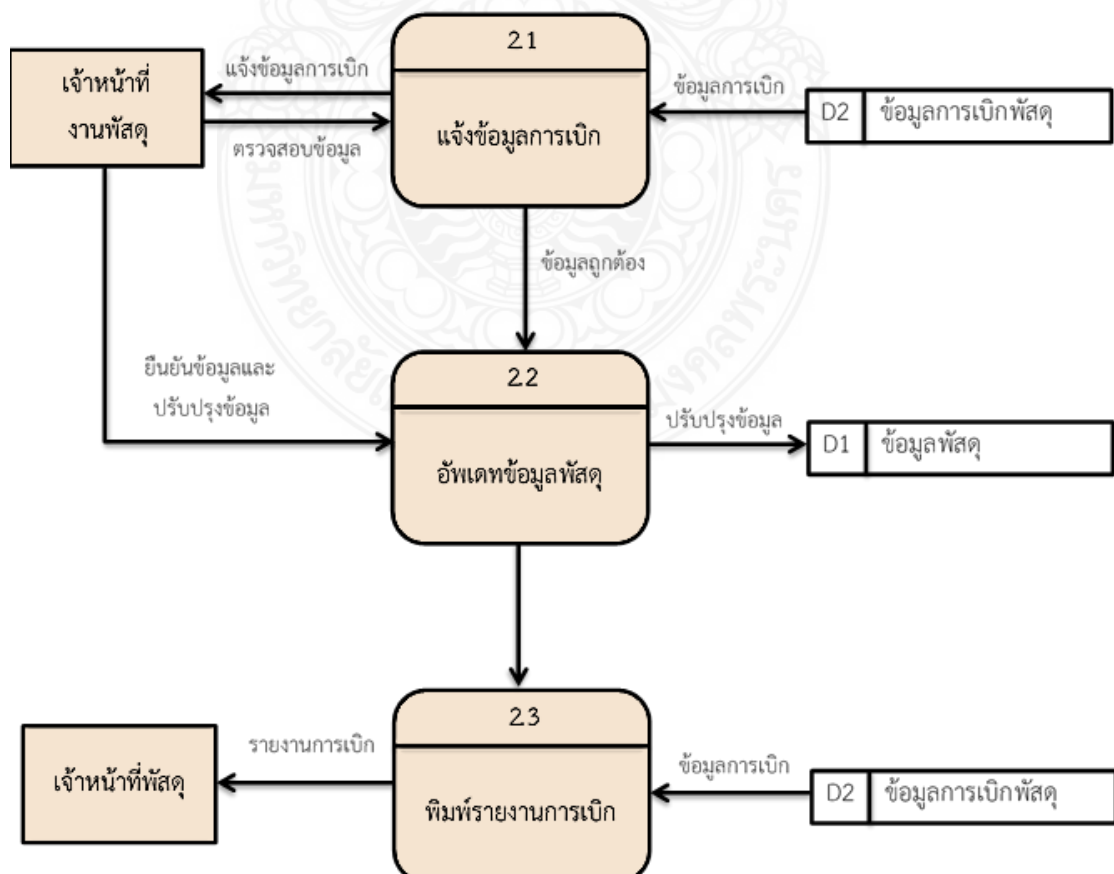 2.1
แจ้งข้อมูลการเบิก
เจ้าหน้าที่
งานพัสดุ
แจ้งข้อมูลการเบิก
ตรวจสอบข้อมูล
ข้อมูลการเบิก
D2 ข้อมูลการเบิกพัสดุ
ข้อมูลถูกต้อง
ยืนยันข้อมูลและ
ปรับปรุงข้อมูล
2.2
อัพเดทข้อมูลพัสดุ
ปรับปรุงข้อมูล
D1 ข้อมูลพัสดุ
2.3
พิมพ์รายงานการเบิก
รายงานการเบิก
เจ้าหน้าที่พัสดุ
ข้อมูลการเบิก
D2 ข้อมูลการเบิกพัสดุ